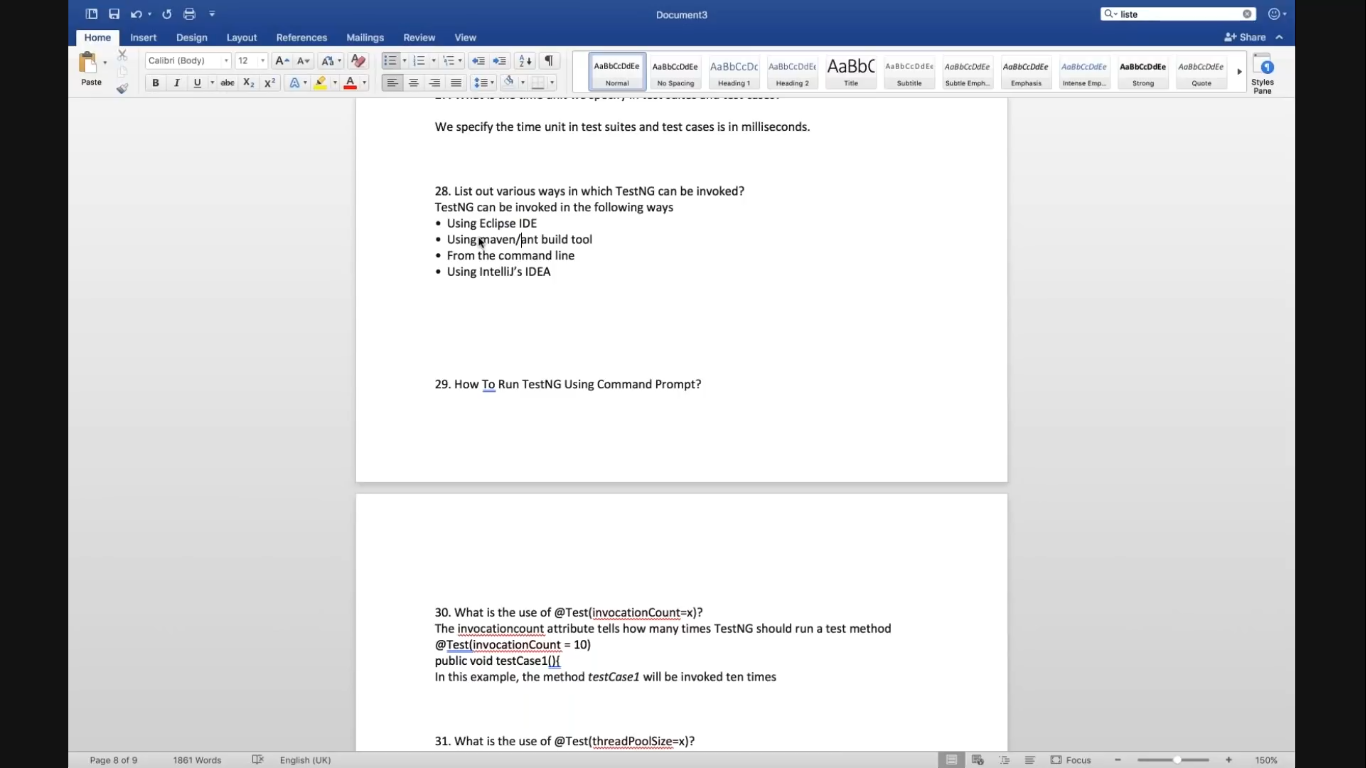 Document3
liste
Home Insert Design Layout References Mailings Review View
Share
Paste
Calibri (Body) 12
AaBbCcDdEe AaBbCcDdEe AaBbCcDc AaBbCcDdEe AaBbC AaBbCcDdEe AaBbCcDdEe AaBbCcDdEe AaBbCcDdEe AaBbCcDdEe AaBbCcDdEe
Normal No Spacing Heading 1 Heading 2 Title Subtitle Subtle Emph... Emphasis Intense Emp... Strong Quote
Styles Pane
We specify the time unit in test suites and test cases is in milliseconds.
28. List out various ways in which TestNG can be invoked?
TestNG can be invoked in the following ways
• Using Eclipse IDE
• Using maven/ant build tool
• From the command line
• Using IntelliJ's IDEA
29. How To Run TestNG Using Command Prompt?
30. What is the use of @Test(invocationCount=x)?
The invocationcount attribute tells how many times TestNG should run a test method
@Test(invocationCount = 10)
public void testCase1(){
In this example, the method testCase1 will be invoked ten times
31. What is the use of @Test(threadPoolSize=x)?
Page 8 of 9 1861 Words English (UK) Focus 150%